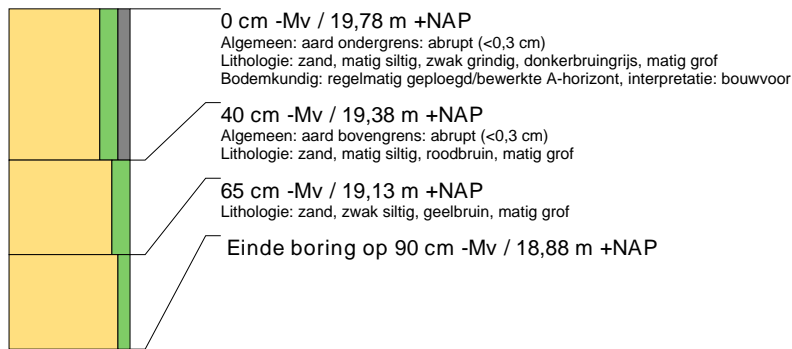 0 cm -Mv / 19,78 m +NAP
Algemeen: aard ondergrens: abrupt (<0,3 cm)
Lithologie: zand, matig siltig, zwak grindig, donkerbruingrijs, matig grof
Bodemkundig: regelmatig geploegd/bewerkte A-horizont, interpretatie: bouwvoor
40 cm -Mv / 19,38 m +NAP
Algemeen: aard bovengrens: abrupt (<0,3 cm)
Lithologie: zand, matig siltig, roodbruin, matig grof
65 cm -Mv / 19,13 m +NAP
Lithologie: zand, zwak siltig, geelbruin, matig grof
Einde boring op 90 cm -Mv / 18,88 m +NAP